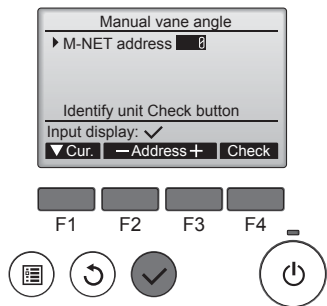 Manual vane angle
M-NET address 0
Identify unit Check button
Input display: ✓
▼Cur. －Address＋ Check
F1 F2 F3 F4